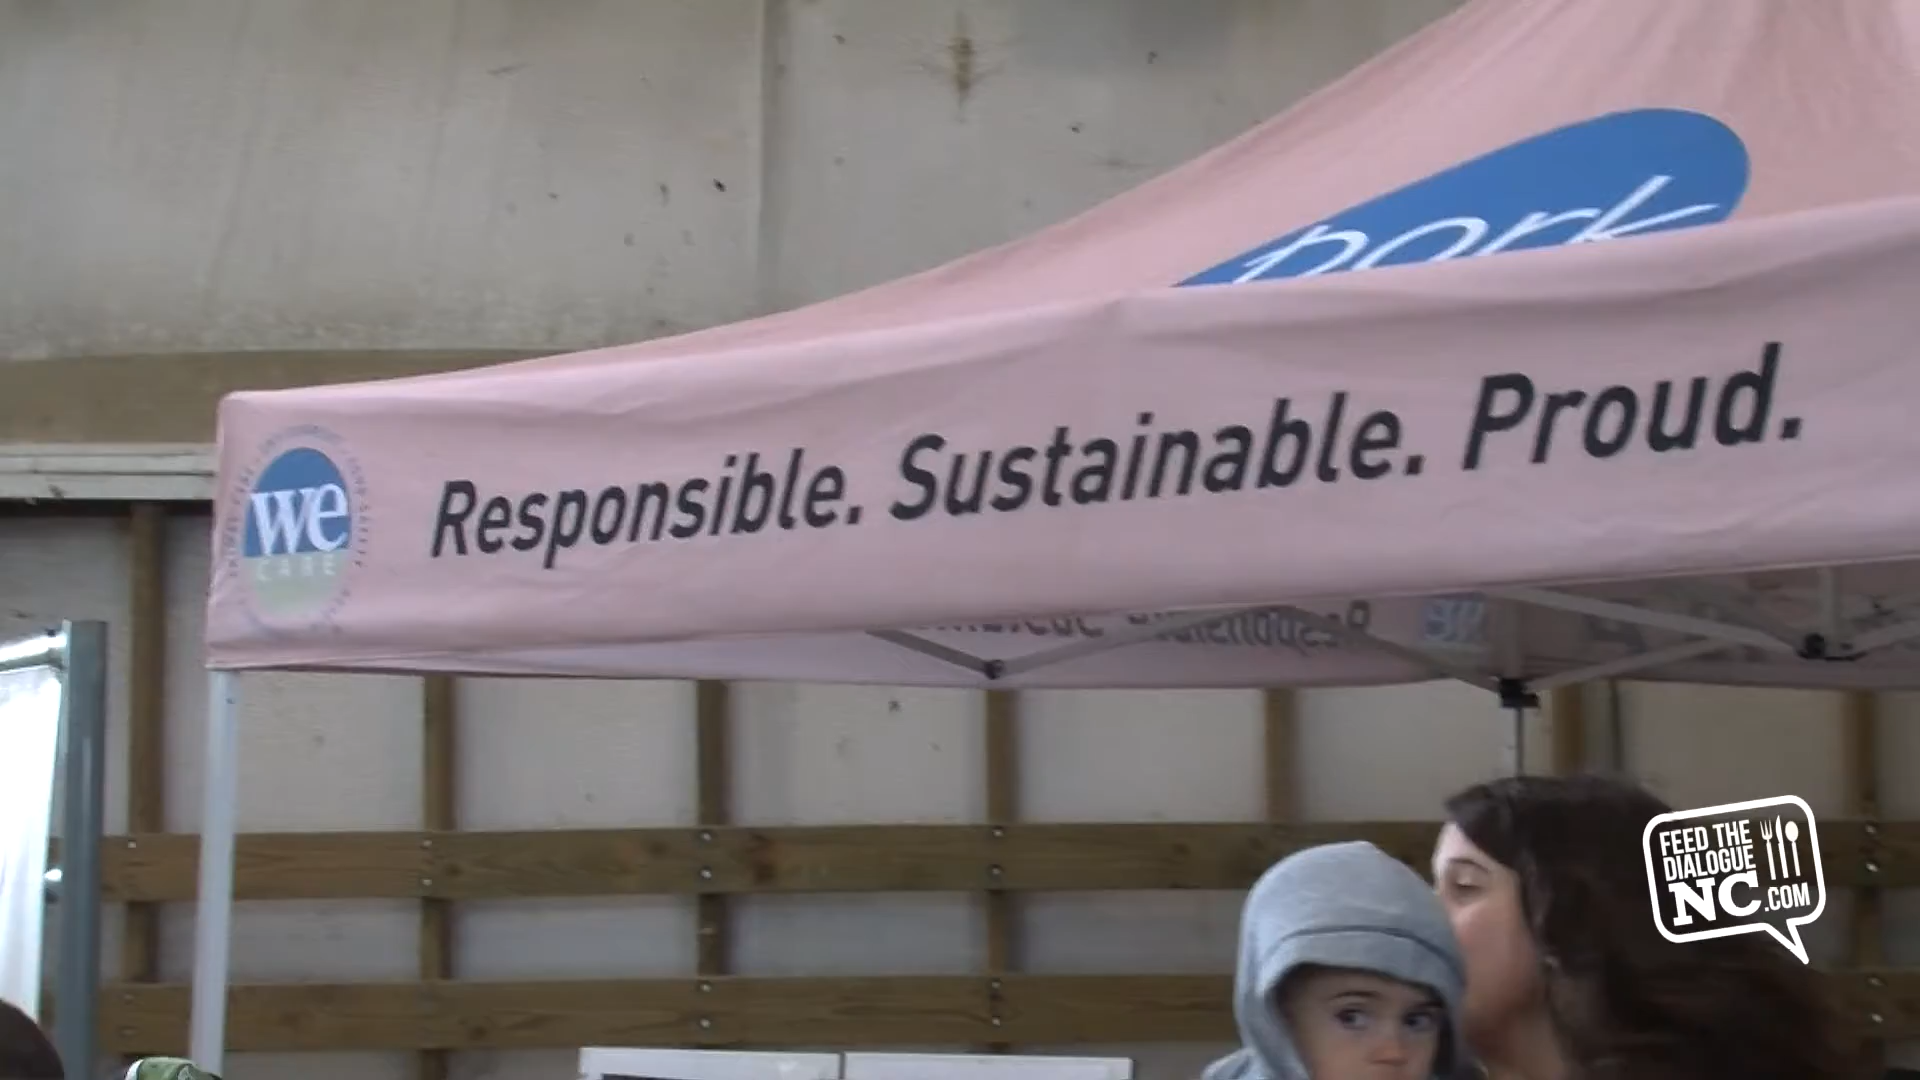 pork
Responsible. Sustainable. Proud.
we
CARE
FEED THE
DIALOGUE
NC.COM